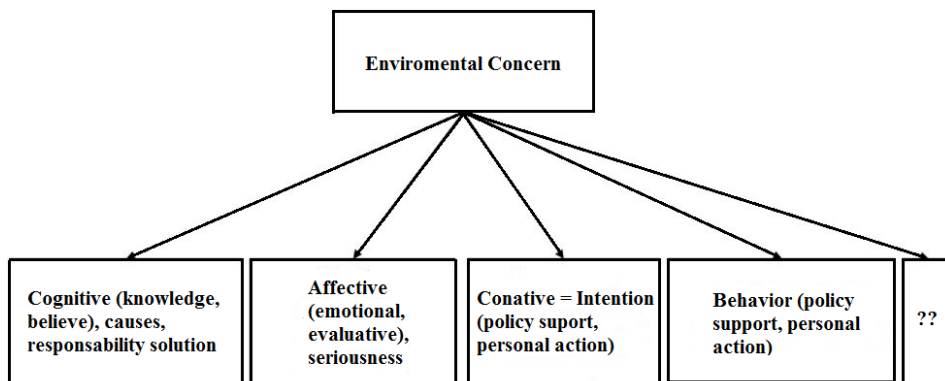 Enviromental Concern
Cognitive (knowledge,
believe), causes,
responsability solution
Affective
(emotional,
evaluative),
seriousness
Conative = Intention
(policy suport,
personal action)
Behavior (policy
support, personal
action)
??